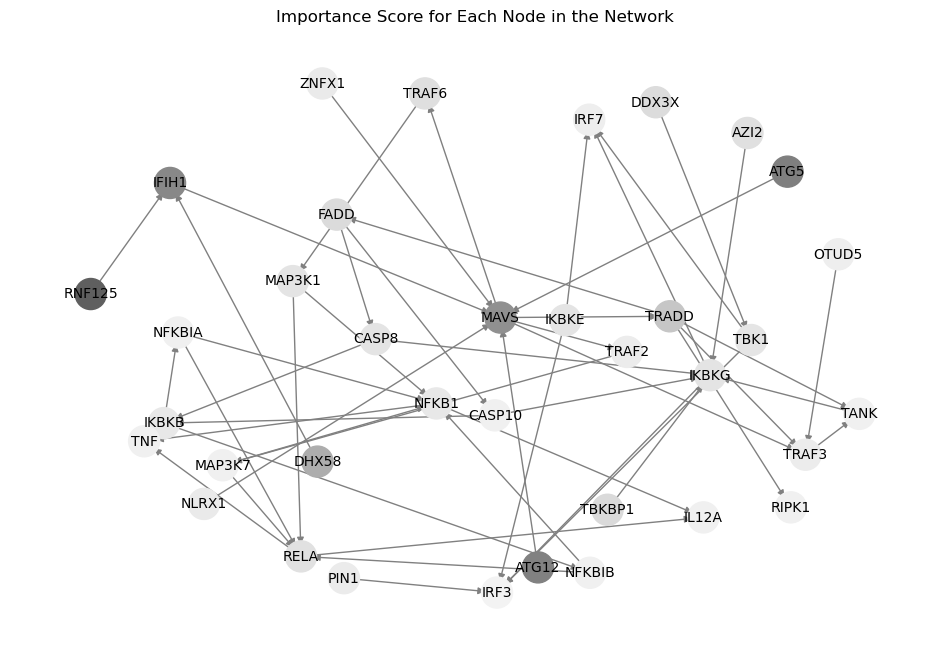 Importance Score for Each Node in the Network
ZNFX1
TRAF6
DDX3X
IRF7
AZI2
ATG5
IFIH1
FADD
OTUD5
MAP3K1
RNF125
MAVS
IKBKE
TRADD
NFKBIA
CASP8
TBK1
TRAF2
IKBKG
NFKB1
CASP10
TANK
IKBKB
TNF
TRAF3
MAP3K7
DHX58
NLRX1
TBKBP1
IL12A
RIPK1
RELA
ATG12
NFKBIB
PIN1
IRF3